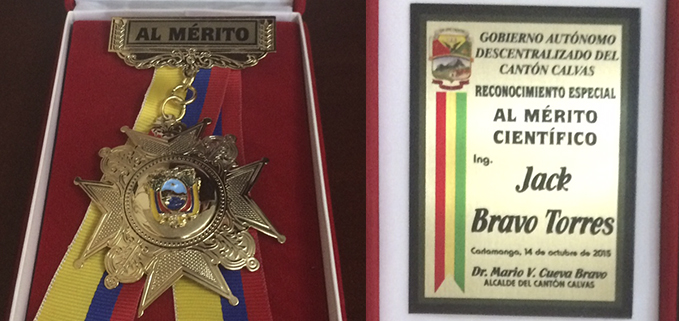 AL MÉRITO
GOBIERNO AUTÓNOMO
DESCENTRALIZADO DEL
CANTÓN CALVAS
RECONOCIMIENTO ESPECIAL
AL MÉRITO
CIENTÍFICO
Ing.
Jack
Bravo Torres
Cariamanga, 14 de octubre de 2015
Dr. Mario V. Cueva Bravo
ALCALDE DEL CANTÓN CALVAS